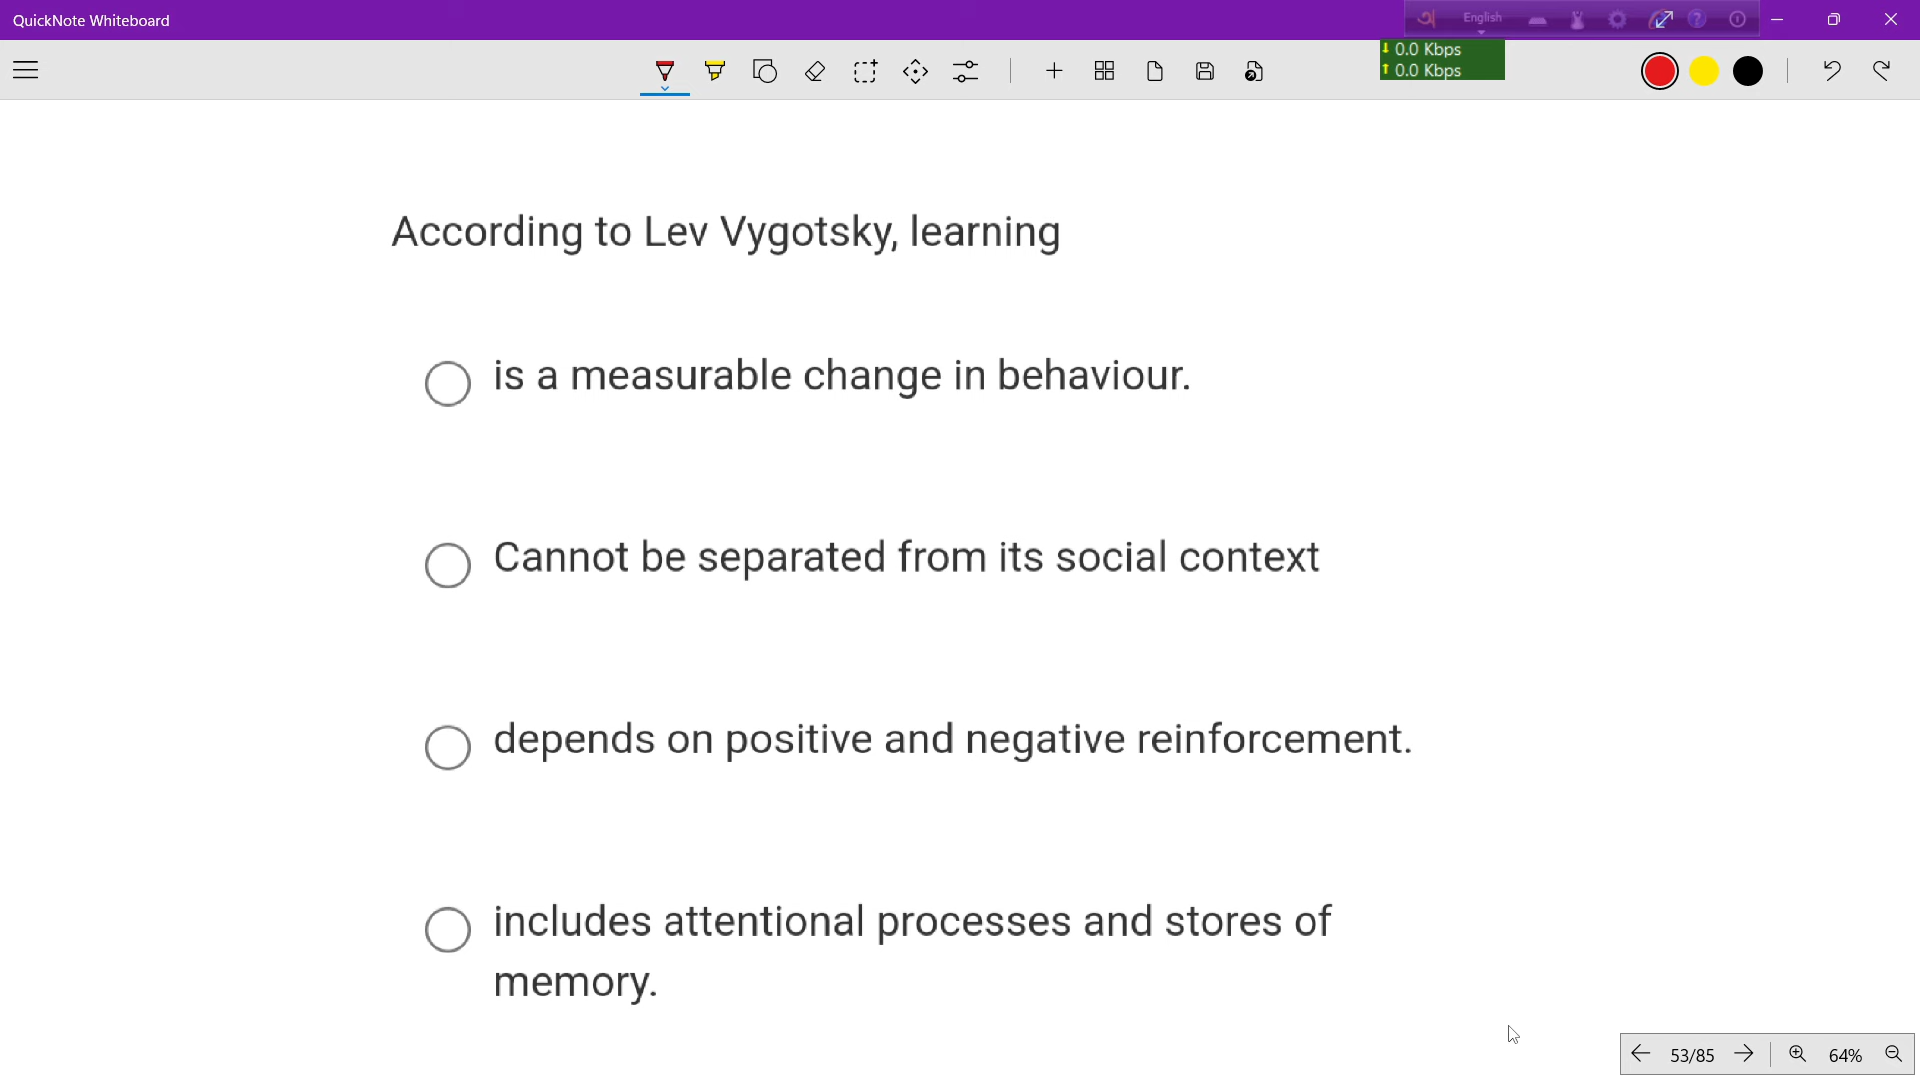 QuickNote Whiteboard
English
0.0 Kbps
0.0 Kbps
According to Lev Vygotsky, learning
is a measurable change in behaviour.
Cannot be separated from its social context
depends on positive and negative reinforcement.
includes attentional processes and stores of
memory.
53/85
64%